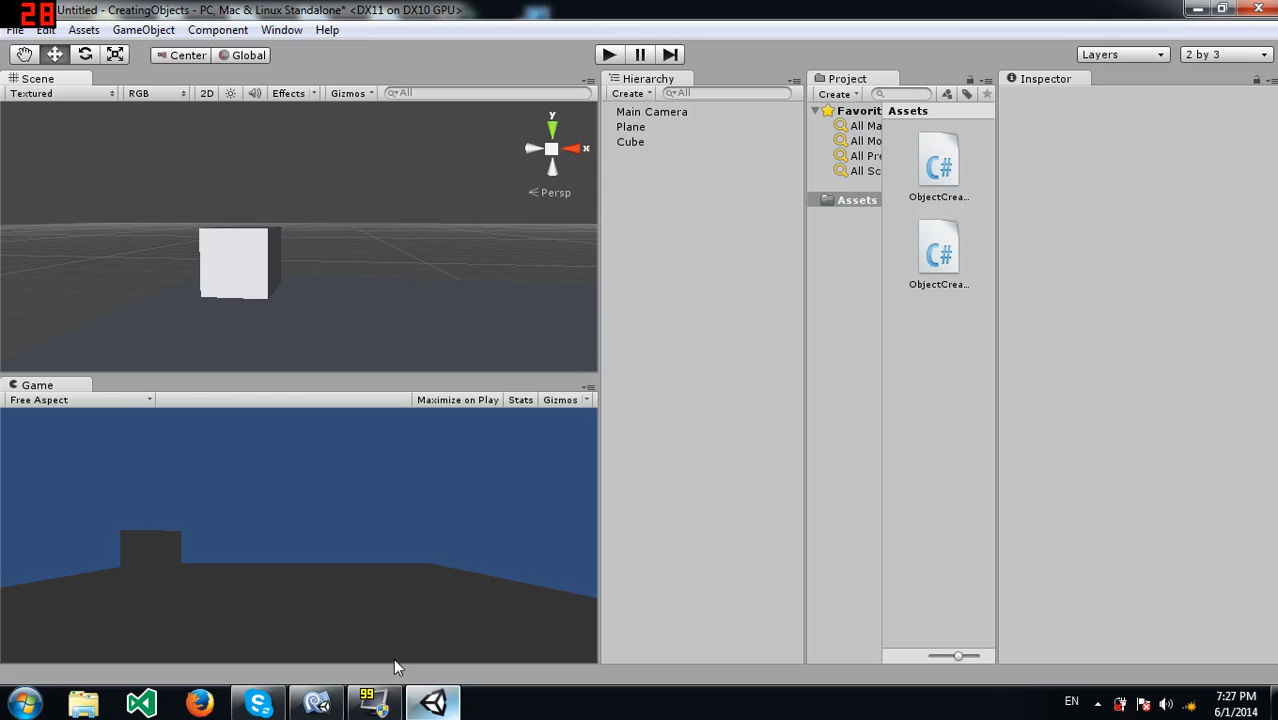 28
Untitled - CreatingObjects - PC, Mac & Linux Standalone* <DX11 on DX10 GPU>
File Edit Assets GameObject Component Window Help
Center Global Layers 2 by 3
Scene Hierarchy Project Inspector
Textured RGB 2D Effects Gizmos All Create All Create
Main Camera
Plane
Cube
Favorit
All Ma
All Mo
All Pre
All Sc
Assets
Assets
ObjectCrea...
ObjectCrea...
y
x
Persp
Game
Free Aspect Maximize on Play Stats Gizmos
C#
C#
99
EN
7:27 PM
6/1/2014